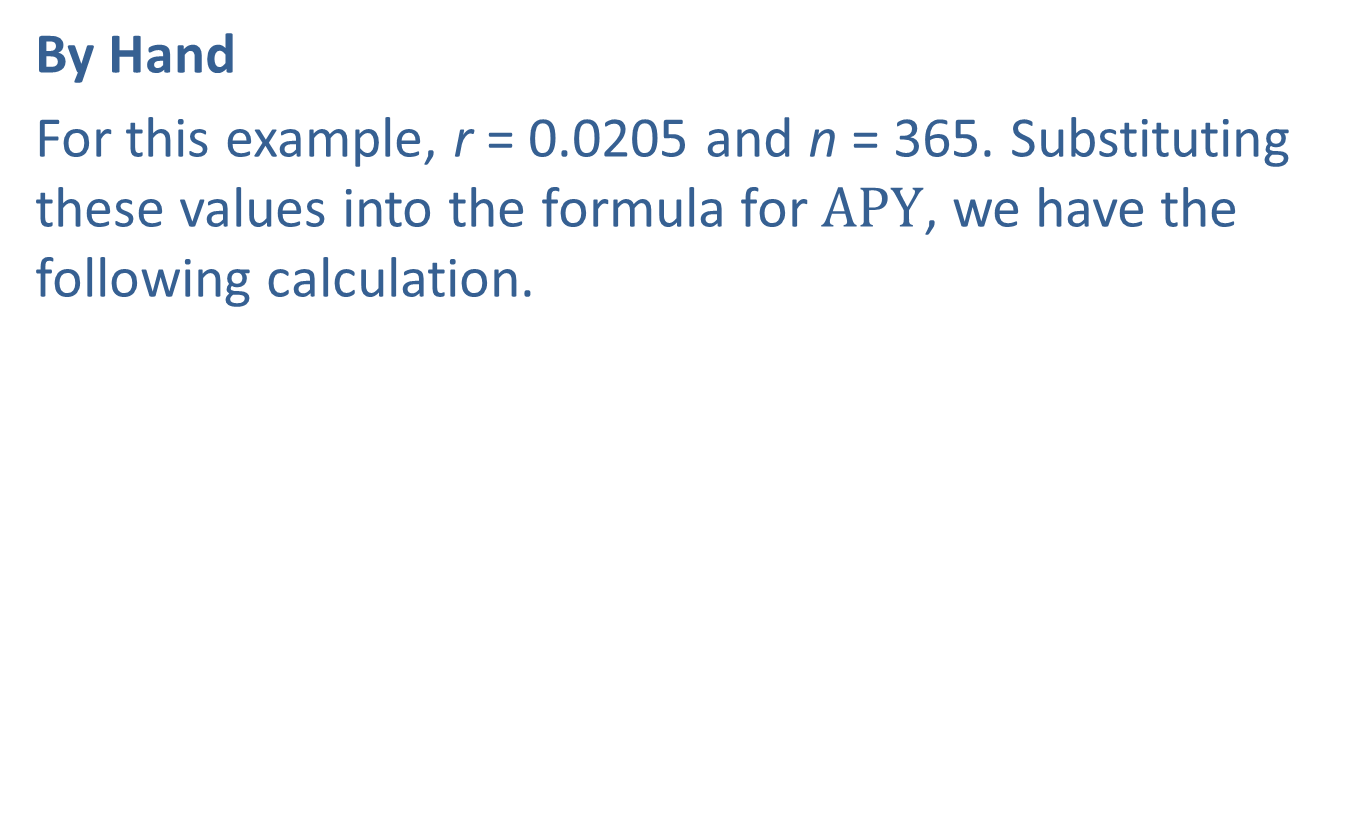 By Hand
For this example, r = 0.0205 and n = 365. Substituting
these values into the formula for APY, we have the
following calculation.